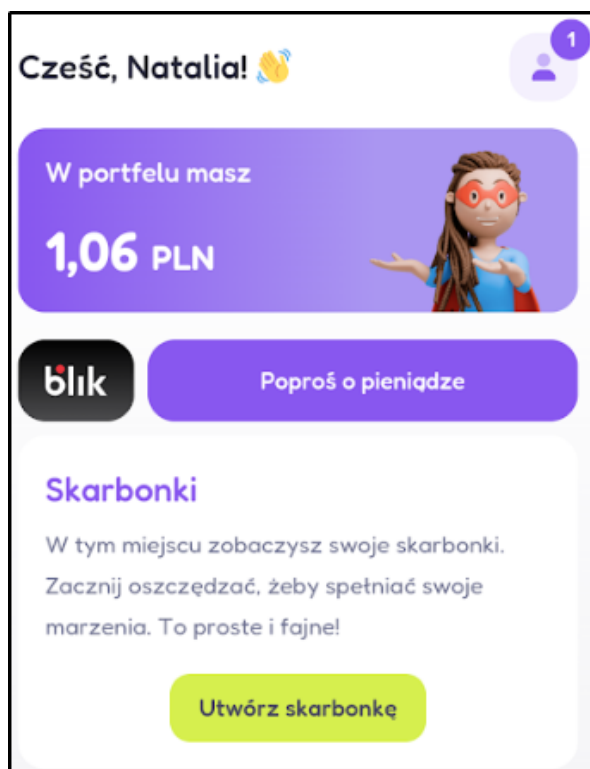 Cześć, Natalia! 👋
1
W portfelu masz
1,06 PLN
blik
Poproś o pieniądze
Skarbonki
W tym miejscu zobaczysz swoje skarbonki.
Zacznij oszczędzać, żeby spełniać swoje
marzenia. To proste i fajne!
Utwórz skarbonkę